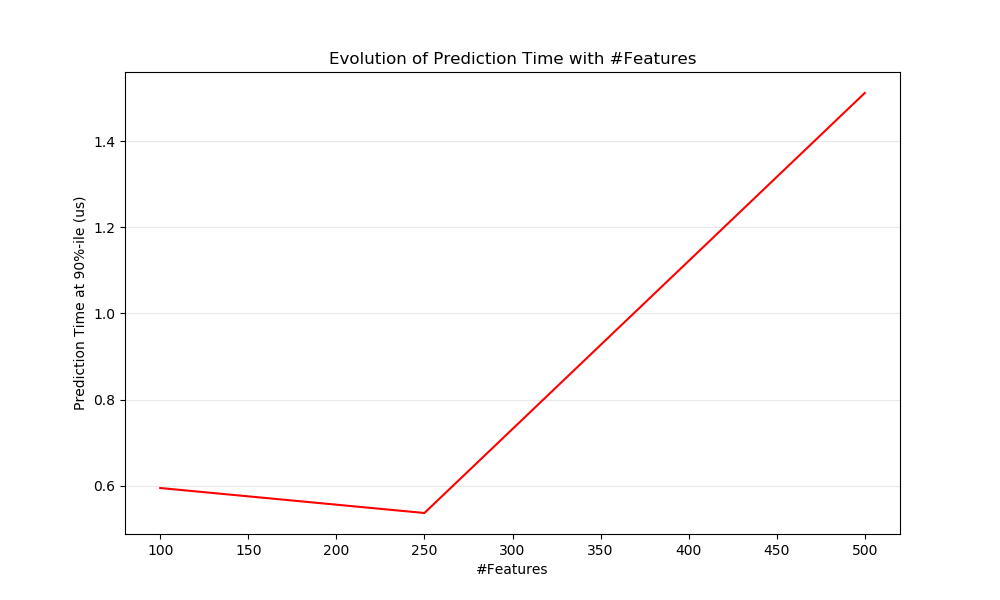 Evolution of Prediction Time with #Features
Prediction Time at 90%-ile (us)
1.4
1.2
1.0
0.8
0.6
100 150 200 250 300 350 400 450 500
#Features